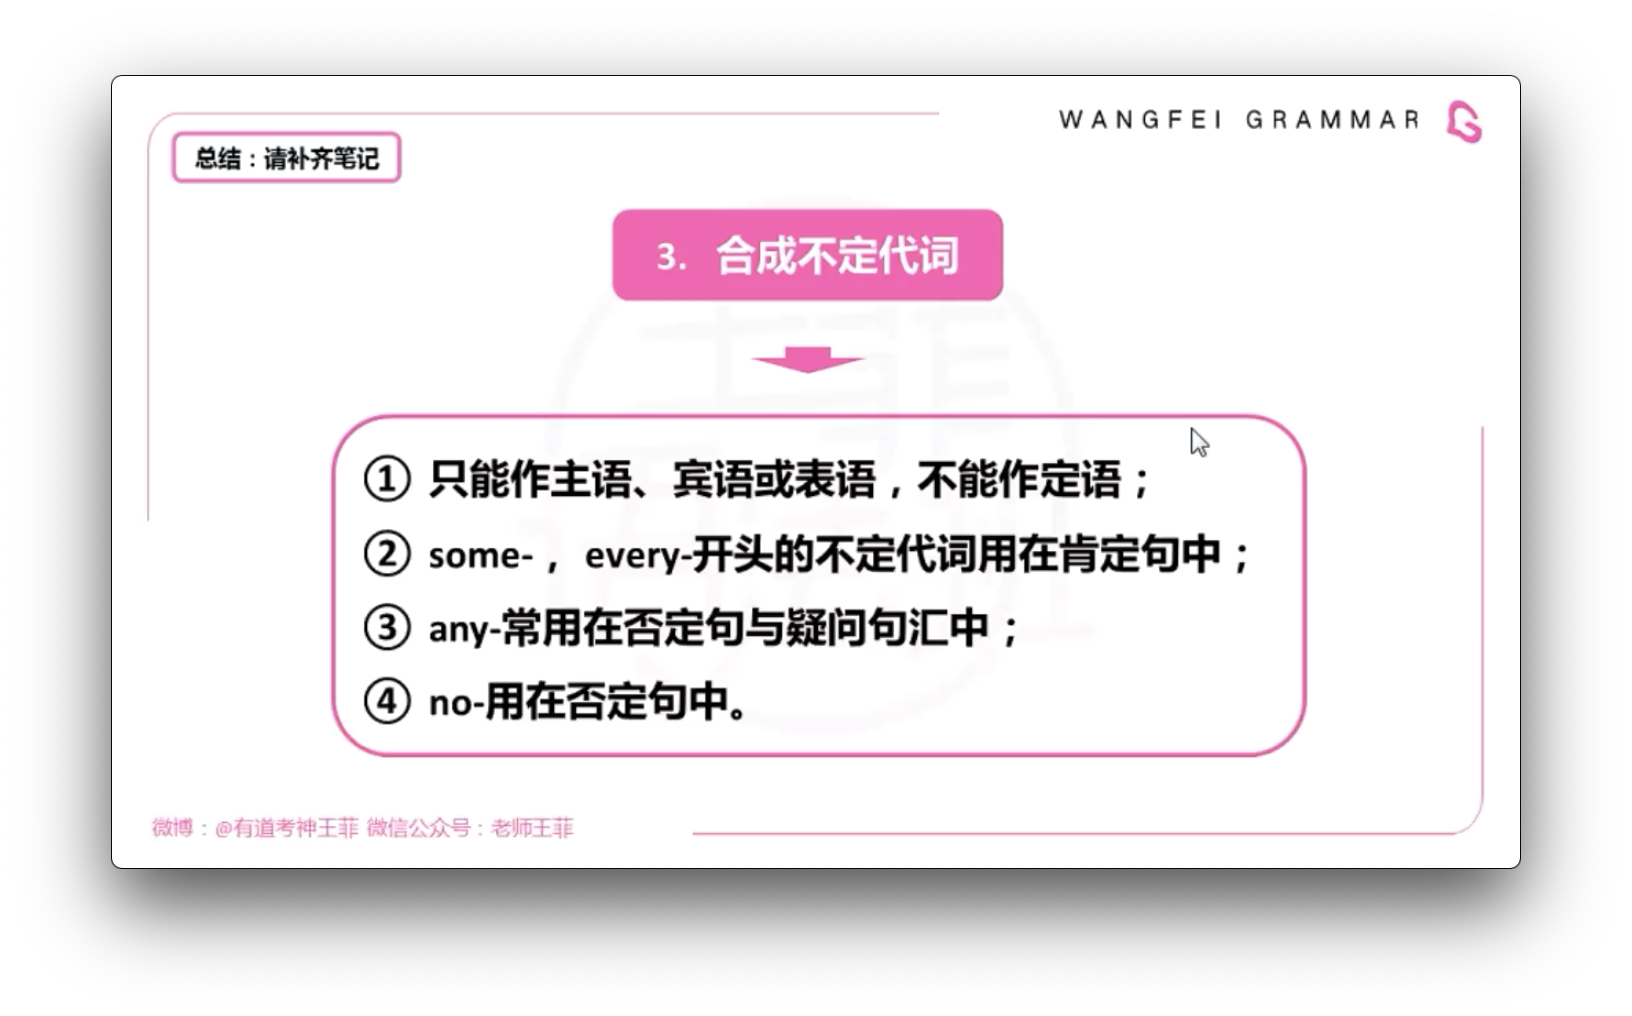 WANGFEI GRAMMAR
总结：请补齐笔记
3. 合成不定代词
① 只能作主语、宾语或表语，不能作定语；
② some-， every-开头的不定代词用在肯定句中；
③ any-常用在否定句与疑问句汇中；
④ no-用在否定句中。
微博：@有道考神王菲 微信公众号：老师王菲